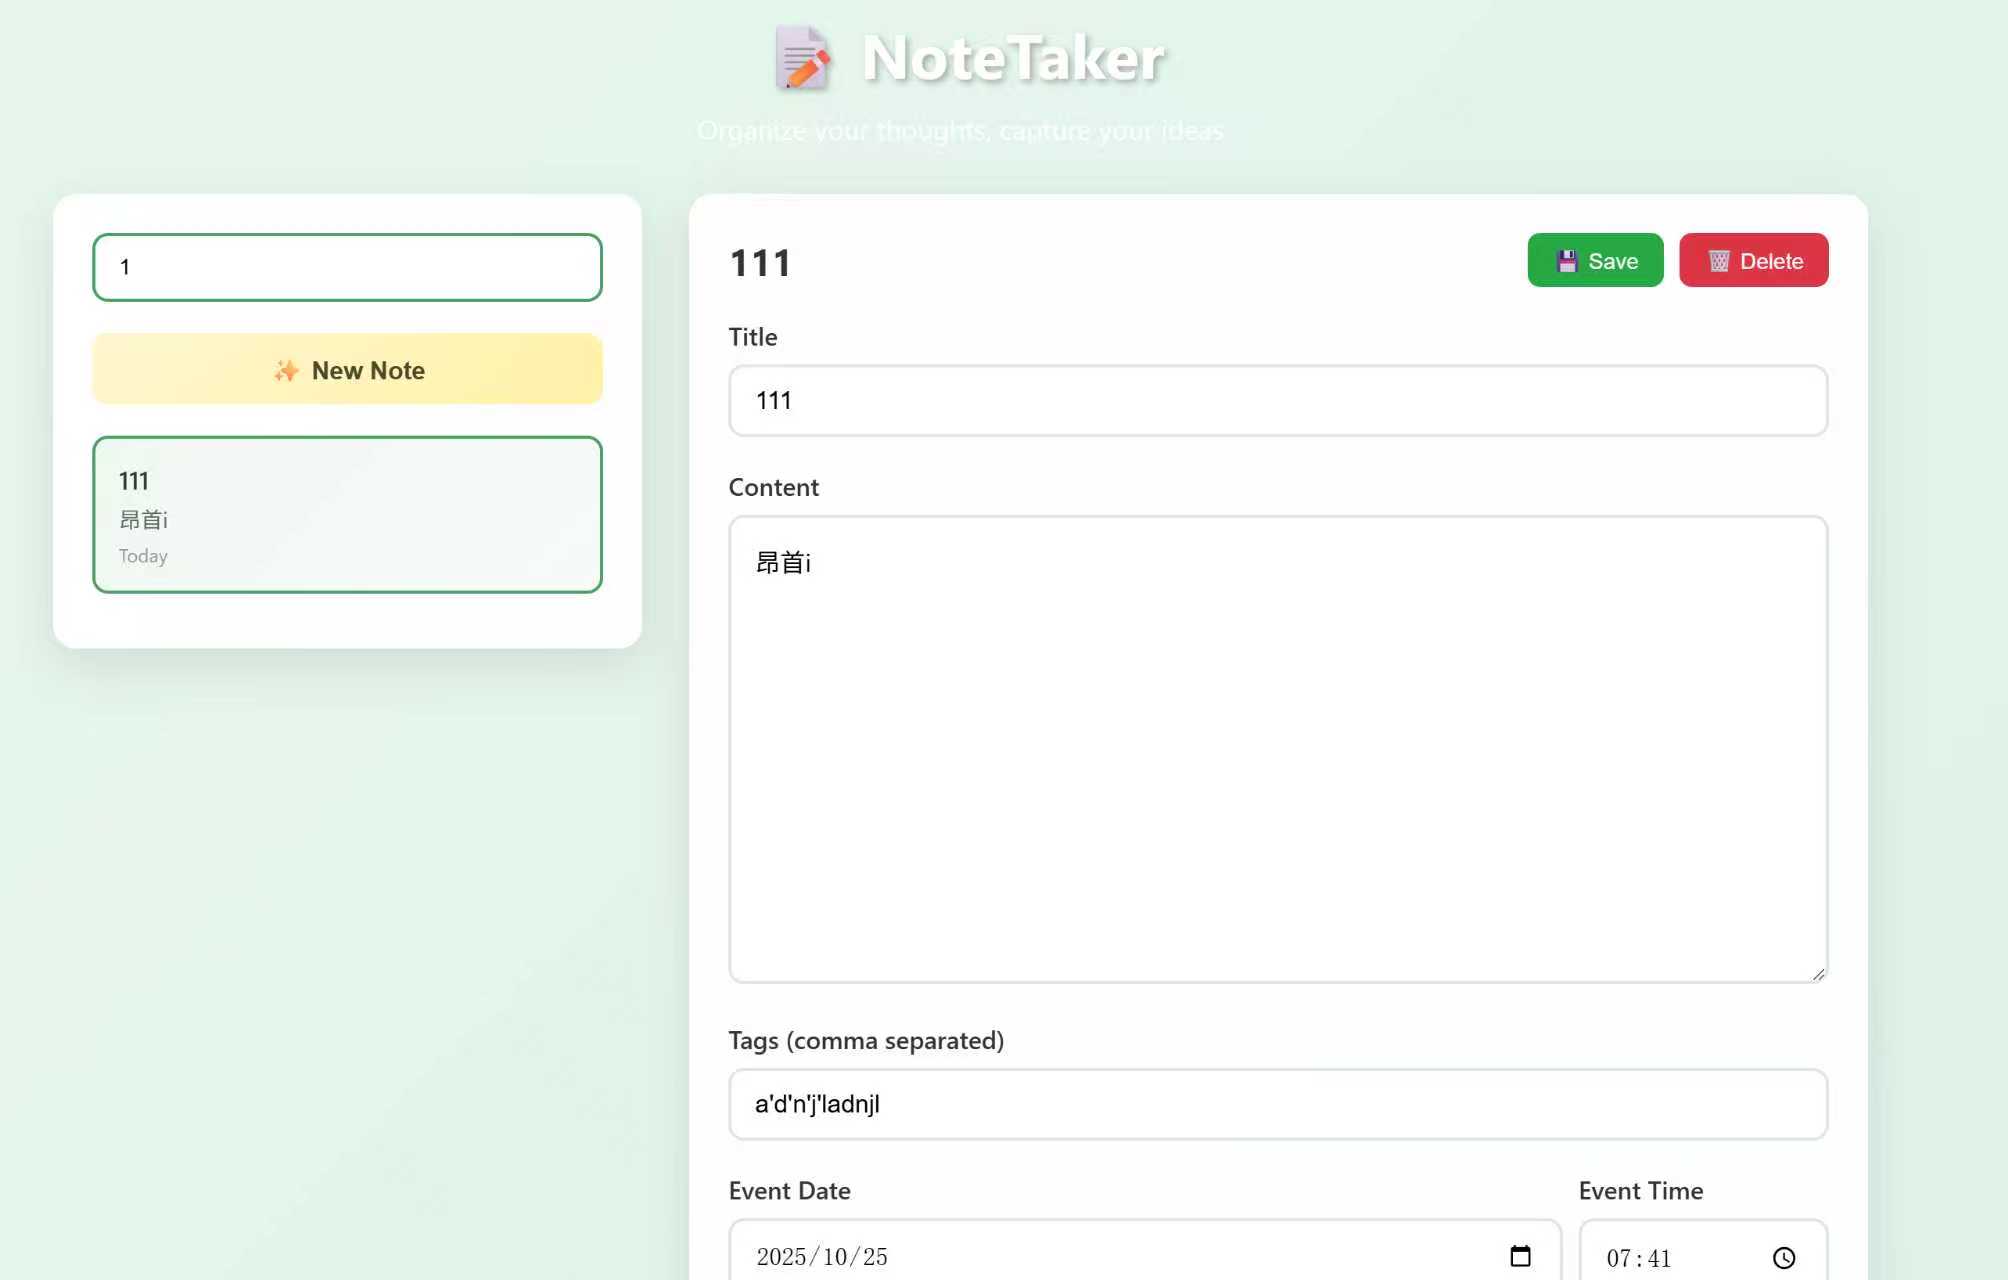 NoteTaker
Organize your thoughts, capture your ideas
1
✨ New Note
111
昂首i
Today
111
💾 Save
🗑️ Delete
Title
111
Content
昂首i
Tags (comma separated)
a'd'n'j'ladnjl
Event Date
Event Time
2025/10/25
07:41